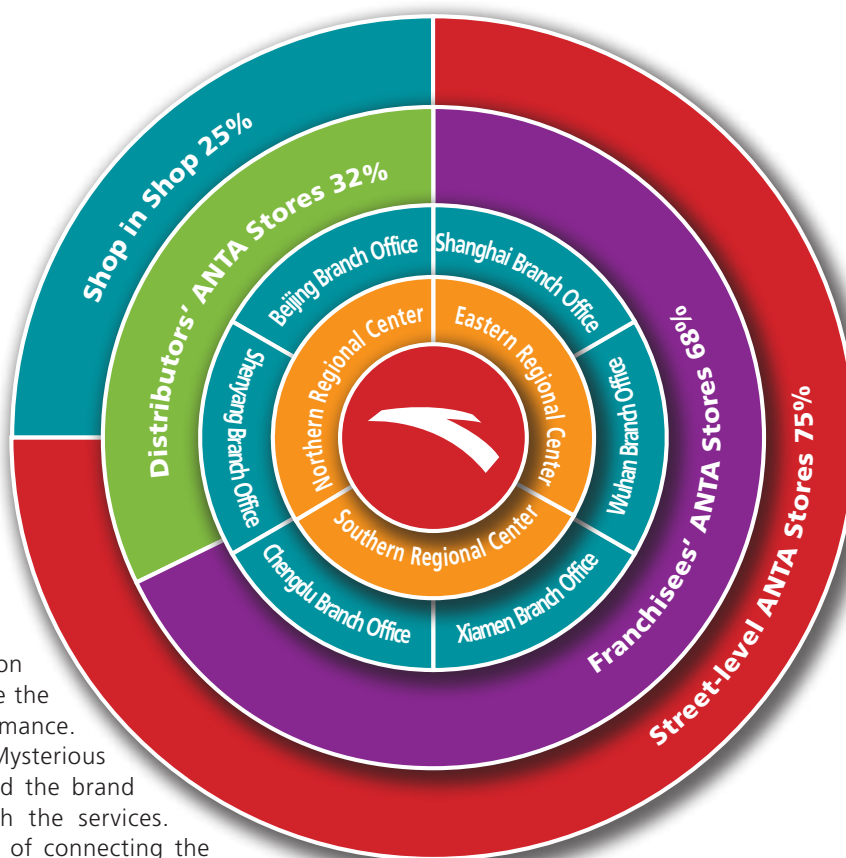 Shop in Shop 25%
Street-level ANTA Stores 75%
Distributors’ ANTA Stores 32%
Franchisees’ ANTA Stores 68%
Beijing Branch Office
Shanghai Branch Office
Wuhan Branch Office
Xiamen Branch Office
Chengdu Branch Office
Shenyang Branch Office
Northern Regional Center
Eastern Regional Center
Southern Regional Center
on
e the
mance.
Mysterious
d the brand
h the services.
of connecting the